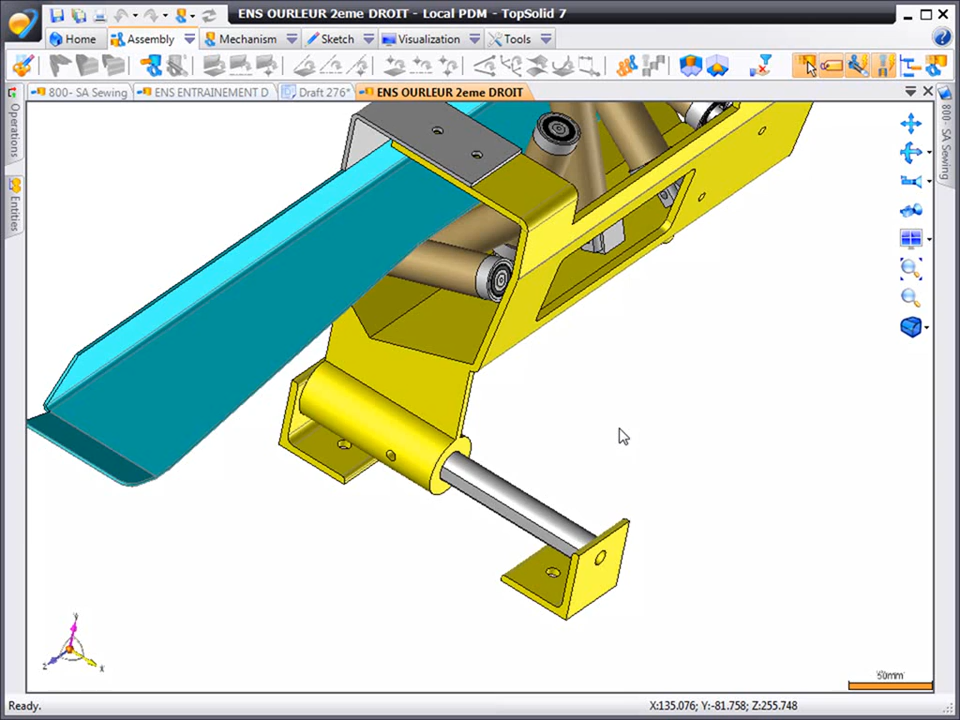 ENS OURLEUR 2eme DROIT - Local PDM - TopSolid 7
Home
Assembly
Mechanism
Sketch
Visualization
Tools
800- SA Sewing
ENS ENTRAINEMENT D
Draft 276*
ENS OURLEUR 2eme DROIT
Operations
Entities
800- SA Sewing
Y
Z
X
50mm
Ready.
X:135.076; Y:-81.758; Z:255.748